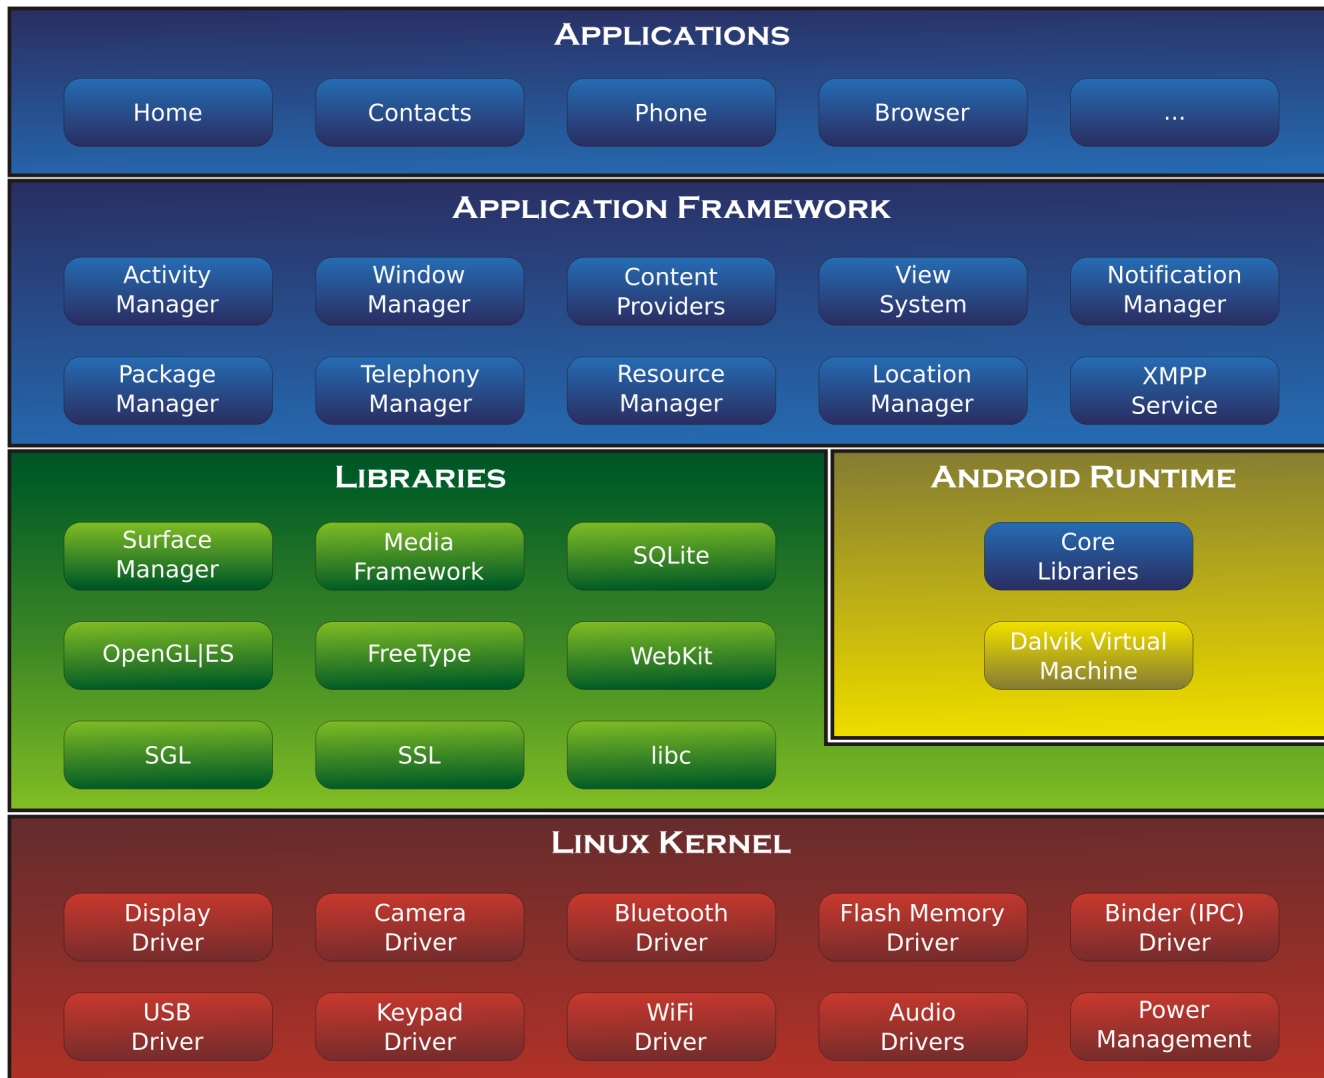 APPLICATIONS
Home
Contacts
Phone
Browser
...
APPLICATION FRAMEWORK
Activity
Manager
Window
Manager
Content
Providers
View
System
Notification
Manager
Package
Manager
Telephony
Manager
Resource
Manager
Location
Manager
XMPP
Service
LIBRARIES
Surface
Manager
Media
Framework
SQLite
OpenGL|ES
FreeType
WebKit
SGL
SSL
libc
ANDROID RUNTIME
Core
Libraries
Dalvik Virtual
Machine
LINUX KERNEL
Display
Driver
Camera
Driver
Bluetooth
Driver
Flash Memory
Driver
Binder (IPC)
Driver
USB
Driver
Keypad
Driver
WiFi
Driver
Audio
Drivers
Power
Management